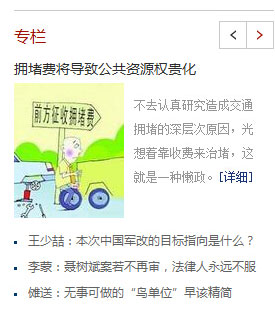 专栏
拥堵费将导致公共资源权贵化
前方征收拥堵费
不去认真研究造成交通
拥堵的深层次原因，光
想着靠收费来治堵，这
就是一种懒政。[详细]
王少喆：本次中国军改的目标指向是什么？
李蒙：聂树斌案若不再审，法律人永远不服
雠送：无事可做的“鸟单位”早该精简